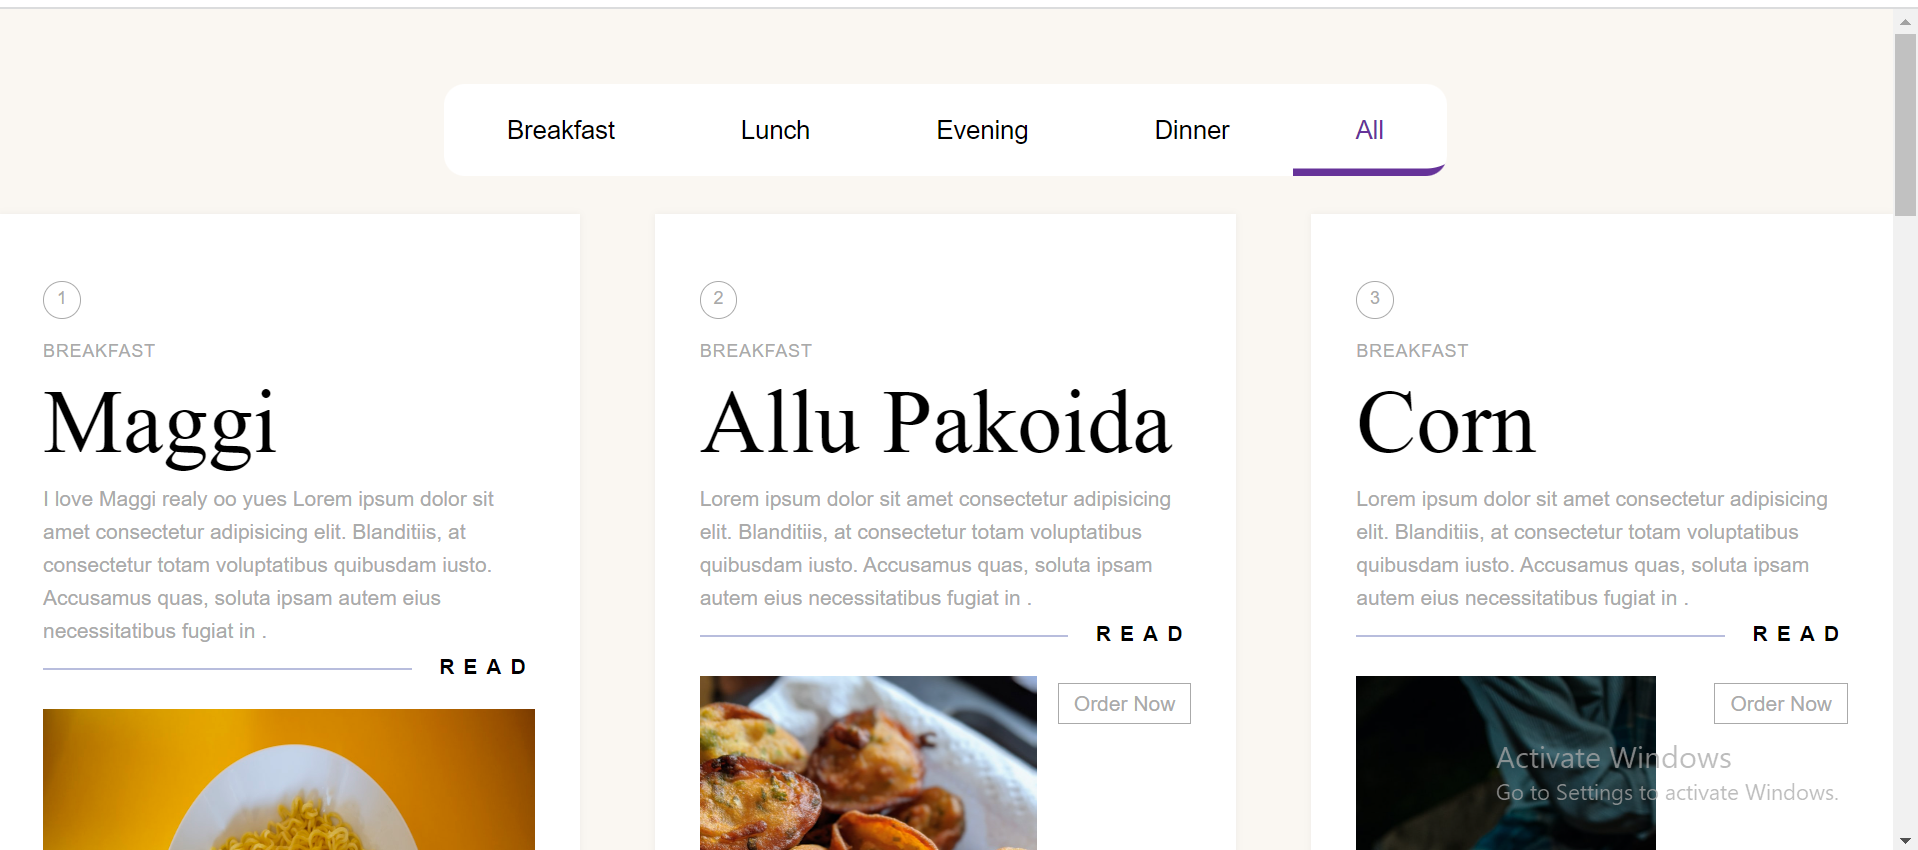 Breakfast Lunch Evening Dinner All
1
BREAKFAST
Maggi
I love Maggi realy oo yues Lorem ipsum dolor sit
amet consectetur adipisicing elit. Blanditiis, at
consectetur totam voluptatibus quibusdam iusto.
Accusamus quas, soluta ipsam autem eius
necessitatibus fugiat in .
READ
2
BREAKFAST
Allu Pakoida
Lorem ipsum dolor sit amet consectetur adipisicing
elit. Blanditiis, at consectetur totam voluptatibus
quibusdam iusto. Accusamus quas, soluta ipsam
autem eius necessitatibus fugiat in .
READ
Order Now
3
BREAKFAST
Corn
Lorem ipsum dolor sit amet consectetur adipisicing
elit. Blanditiis, at consectetur totam voluptatibus
quibusdam iusto. Accusamus quas, soluta ipsam
autem eius necessitatibus fugiat in .
READ
Order Now
Activate Windows
Go to Settings to activate Windows.